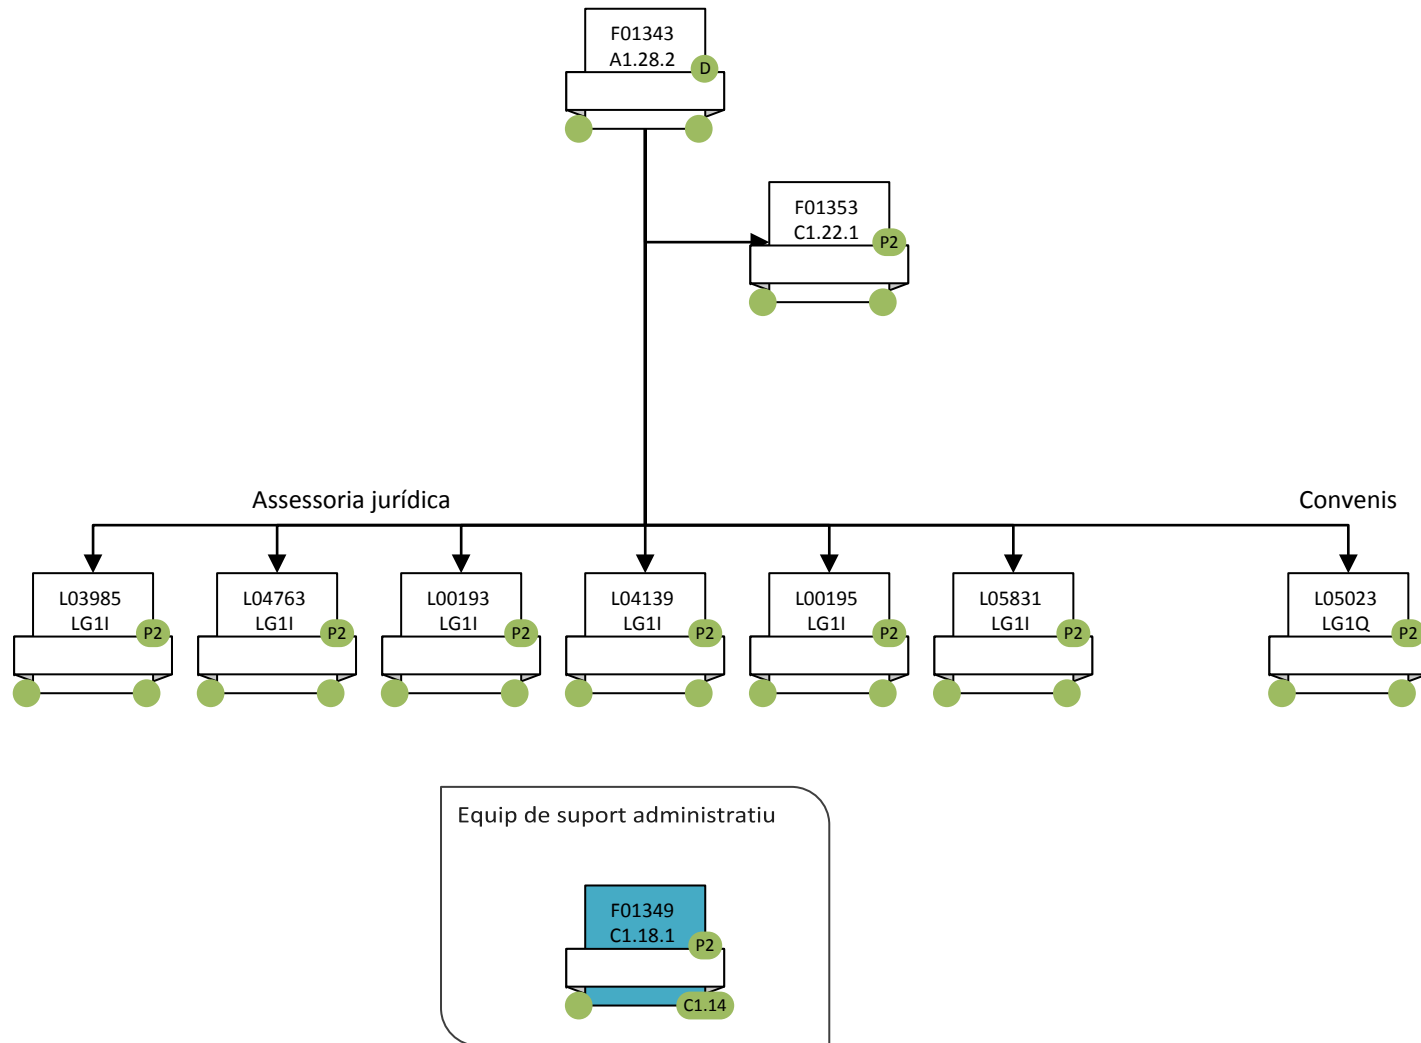 F01343
A1.28.2
D
F01353
C1.22.1
P2
Assessoria jurídica
Convenis
L03985
LG1I
P2
L04763
LG1I
P2
L00193
LG1I
P2
L04139
LG1I
P2
L00195
LG1I
P2
L05831
LG1I
P2
L05023
LG1Q
P2
Equip de suport administratiu
F01349
C1.18.1
P2
C1.14